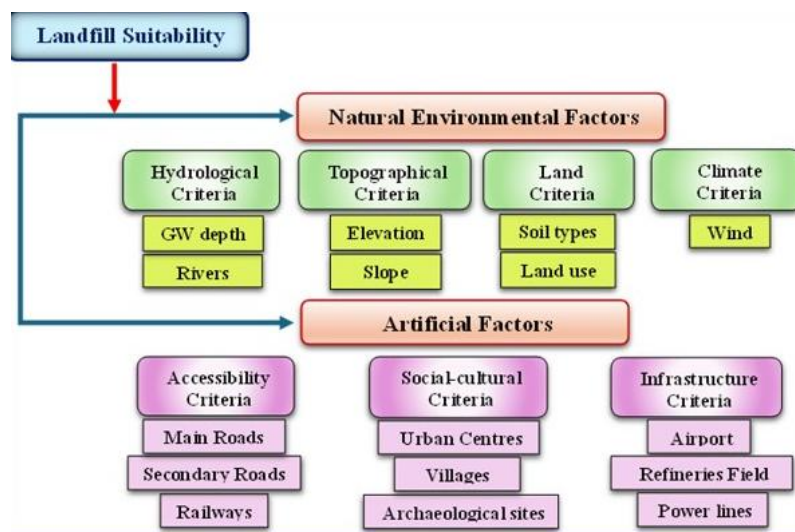 Landfill Suitability
Natural Environmental Factors
Hydrological
Criteria
GW depth
Rivers
Topographical
Criteria
Elevation
Slope
Land
Criteria
Soil types
Land use
Climate
Criteria
Wind
Artificial Factors
Accessibility
Criteria
Main Roads
Secondary Roads
Railways
Social-cultural
Criteria
Urban Centres
Villages
Archaeological sites
Infrastructure
Criteria
Airport
Refineries Field
Power lines